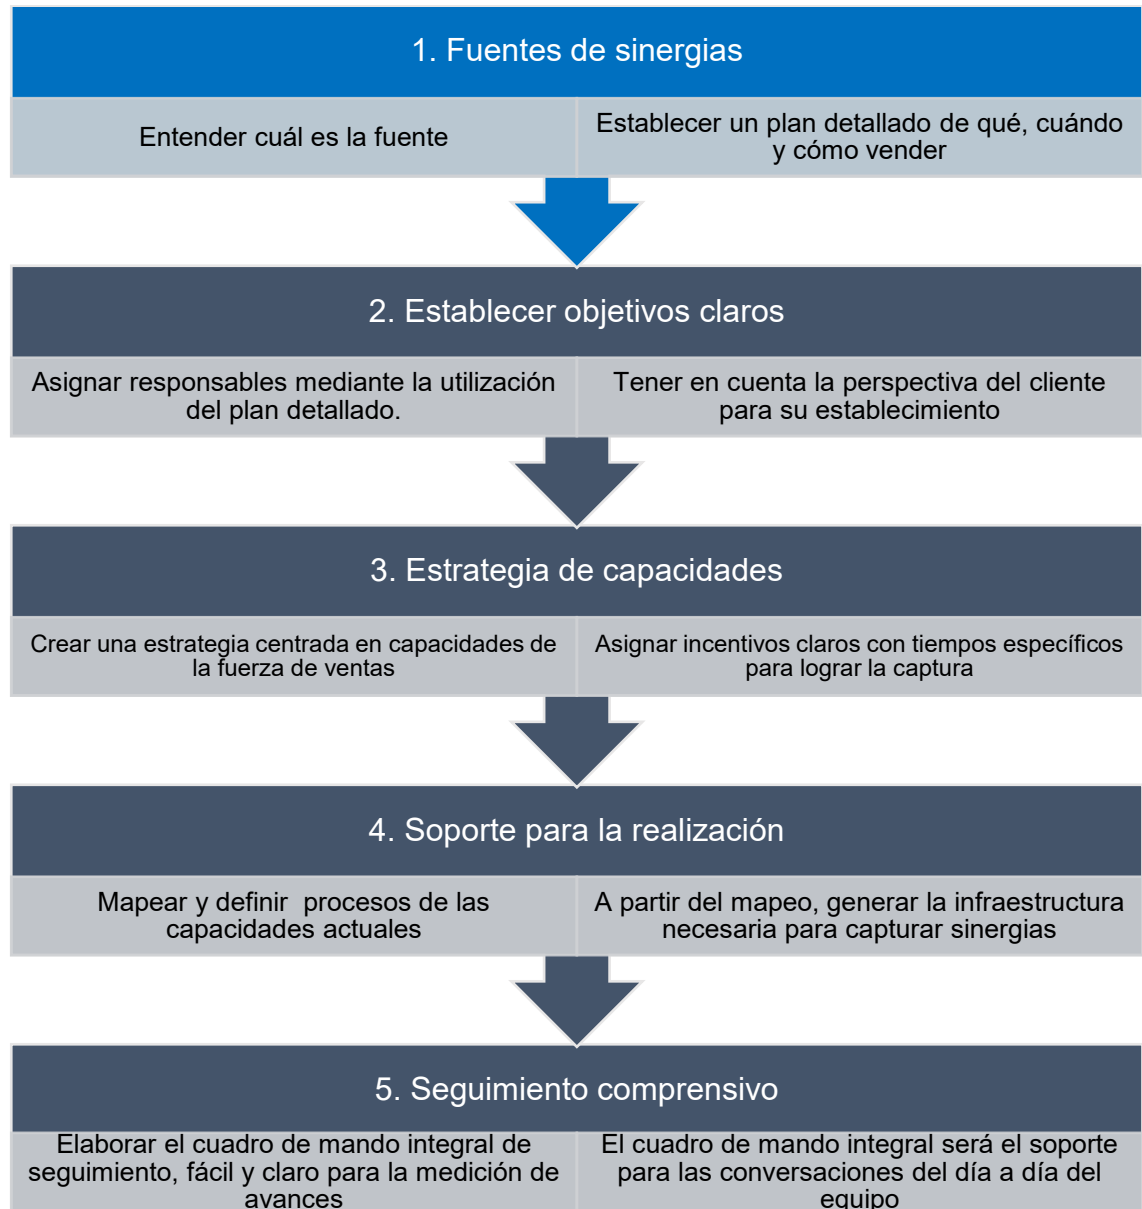 1. Fuentes de sinergias
Entender cuál es la fuente
Establecer un plan detallado de qué, cuándo
y cómo vender
2. Establecer objetivos claros
Asignar responsables mediante la utilización
del plan detallado.
Tener en cuenta la perspectiva del cliente
para su establecimiento
3. Estrategia de capacidades
Crear una estrategia centrada en capacidades de
la fuerza de ventas
Asignar incentivos claros con tiempos específicos
para lograr la captura
4. Soporte para la realización
Mapear y definir  procesos de las
capacidades actuales
A partir del mapeo, generar la infraestructura
necesaria para capturar sinergias
5. Seguimiento comprensivo
Elaborar el cuadro de mando integral de
seguimiento, fácil y claro para la medición de
avances
El cuadro de mando integral será el soporte
para las conversaciones del día a día del
equipo